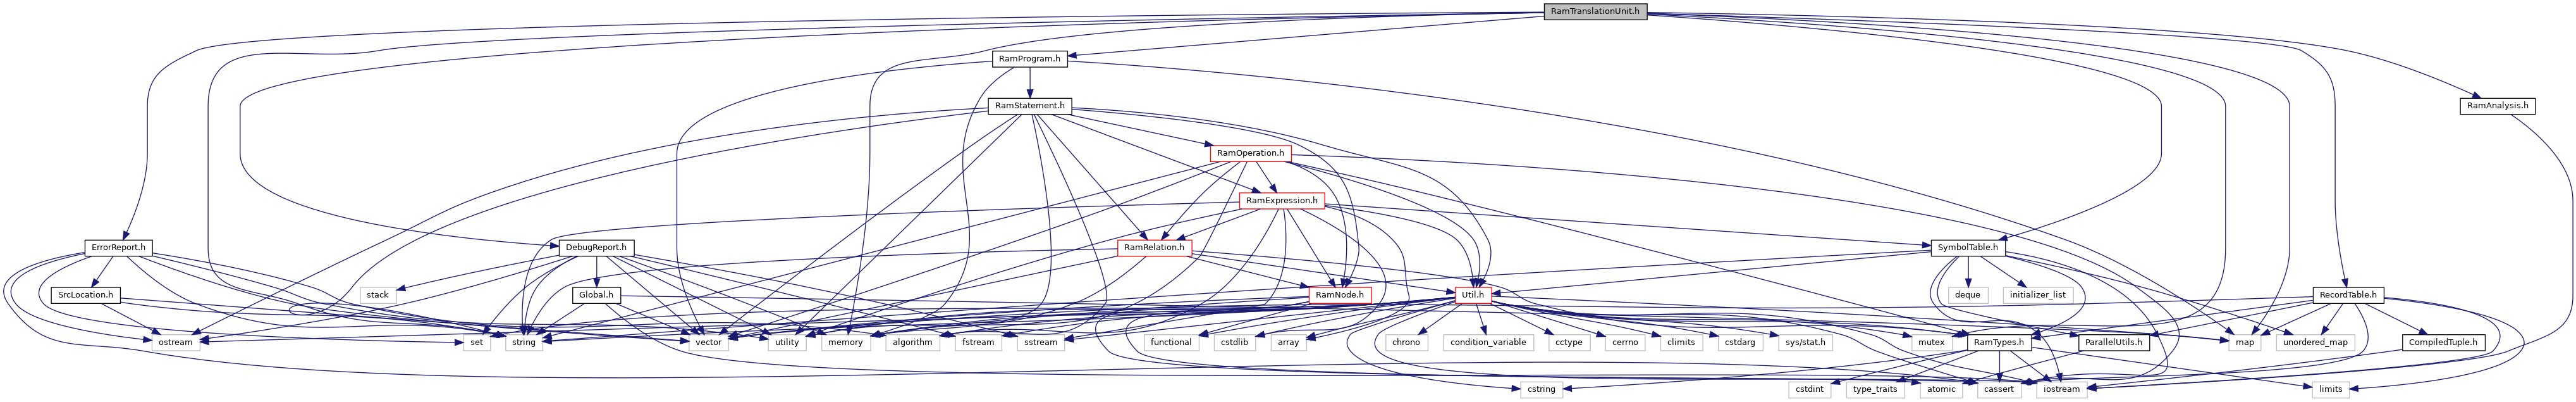 RamTranslationUnit.h
RamProgram.h
RamStatement.h
RamAnalysis.h
RamOperation.h
RamExpression.h
ErrorReport.h
DebugReport.h
RamRelation.h
SymbolTable.h
SrcLocation.h
stack
Global.h
RamNode.h
Util.h
deque
initializer_list
RecordTable.h
ostream
set
string
vector
utility
memory
algorithm
fstream
sstream
functional
cstdlib
array
chrono
condition_variable
cctype
cerrno
climits
cstdarg
sys/stat.h
mutex
RamTypes.h
ParallelUtils.h
map
unordered_map
CompiledTuple.h
cstring
cstdint
type_traits
atomic
cassert
iostream
limits